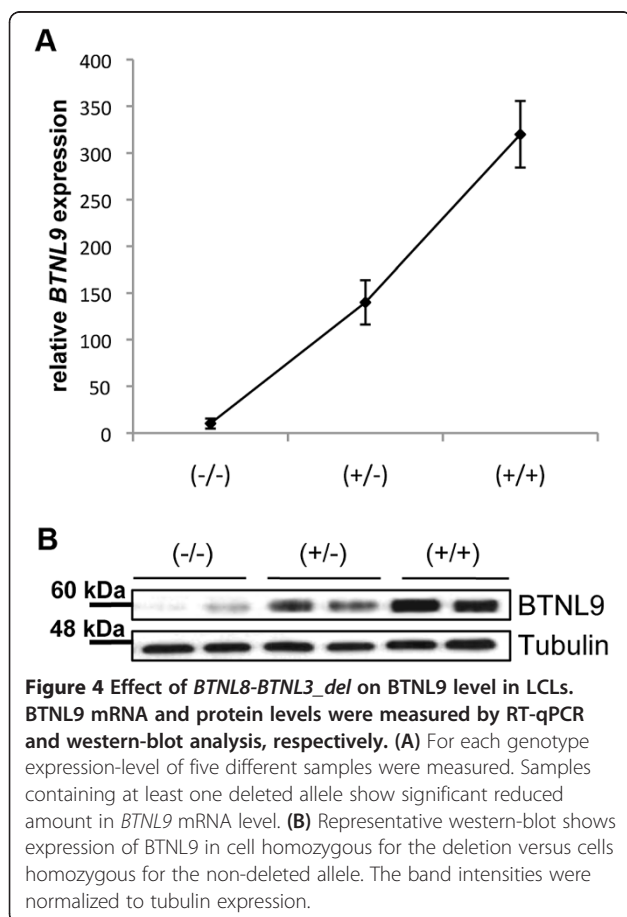 A
400
350
300
250
200
150
100
50
0
relative BTNL9 expression
(-/-) (+/-) (+/+)
B
(-/-) (+/-) (+/+)
60 kDa BTNL9
48 kDa Tubulin
Figure 4 Effect of BTNL8-BTNL3_del on BTNL9 level in LCLs.
BTNL9 mRNA and protein levels were measured by RT-qPCR
and western-blot analysis, respectively. (A) For each genotype
expression-level of five different samples were measured. Samples
containing at least one deleted allele show significant reduced
amount in BTNL9 mRNA level. (B) Representative western-blot shows
expression of BTNL9 in cell homozygous for the deletion versus cells
homozygous for the non-deleted allele. The band intensities were
normalized to tubulin expression.